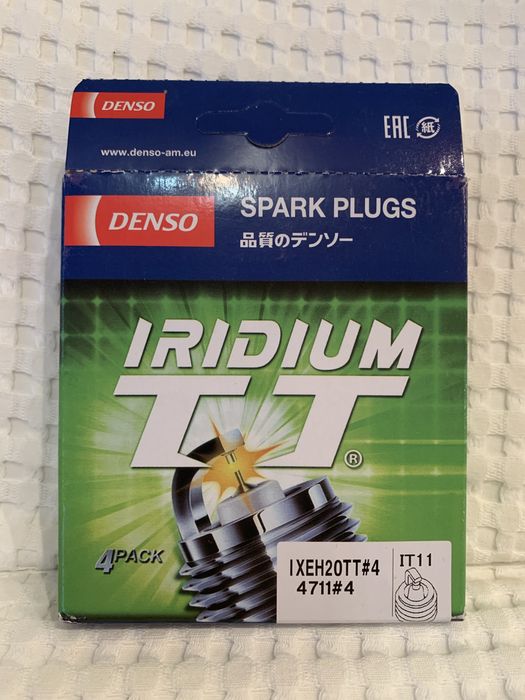 DENSO
EAC 紙
www.denso-am.eu
DENSO
SPARK PLUGS
品質のデンソー
IRIDIUM
TT®
4PACK
IXEH20TT#4
4711#4
IT11